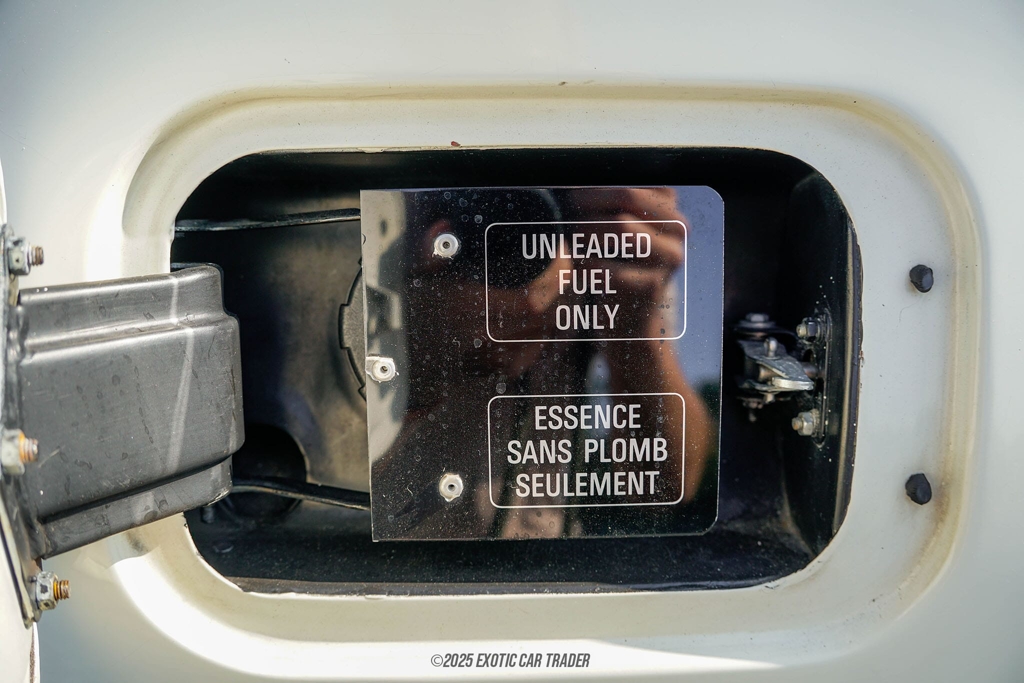 UNLEADED
FUEL
ONLY
ESSENCE
SANS PLOMB
SEULEMENT
©2025 EXOTIC CAR TRADER